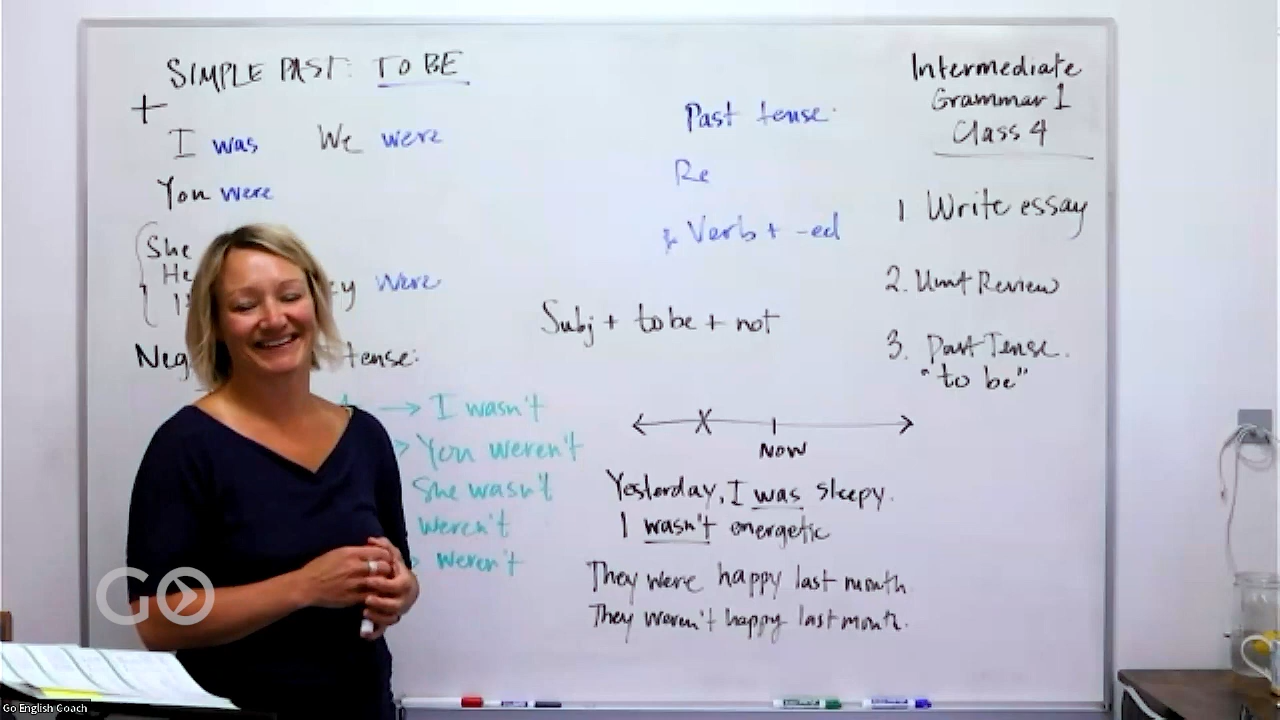 SIMPLE PAST: TO BE
+
I was We were
You were
She
He
Were
Neg tense:
→ I wasn't
You weren't
She wasn't
weren't
weren't
Past tense:
Re
Verb + -ed
Subj + to be + not
X
NOW
Yesterday, I was sleepy.
I wasn't energetic
They were happy last month.
They weren't happy last month.
Intermediate
Grammar 1
Class 4
1 Write essay
2. Unit Review
3. Past Tense.
"to be"
GO
Go English Coach